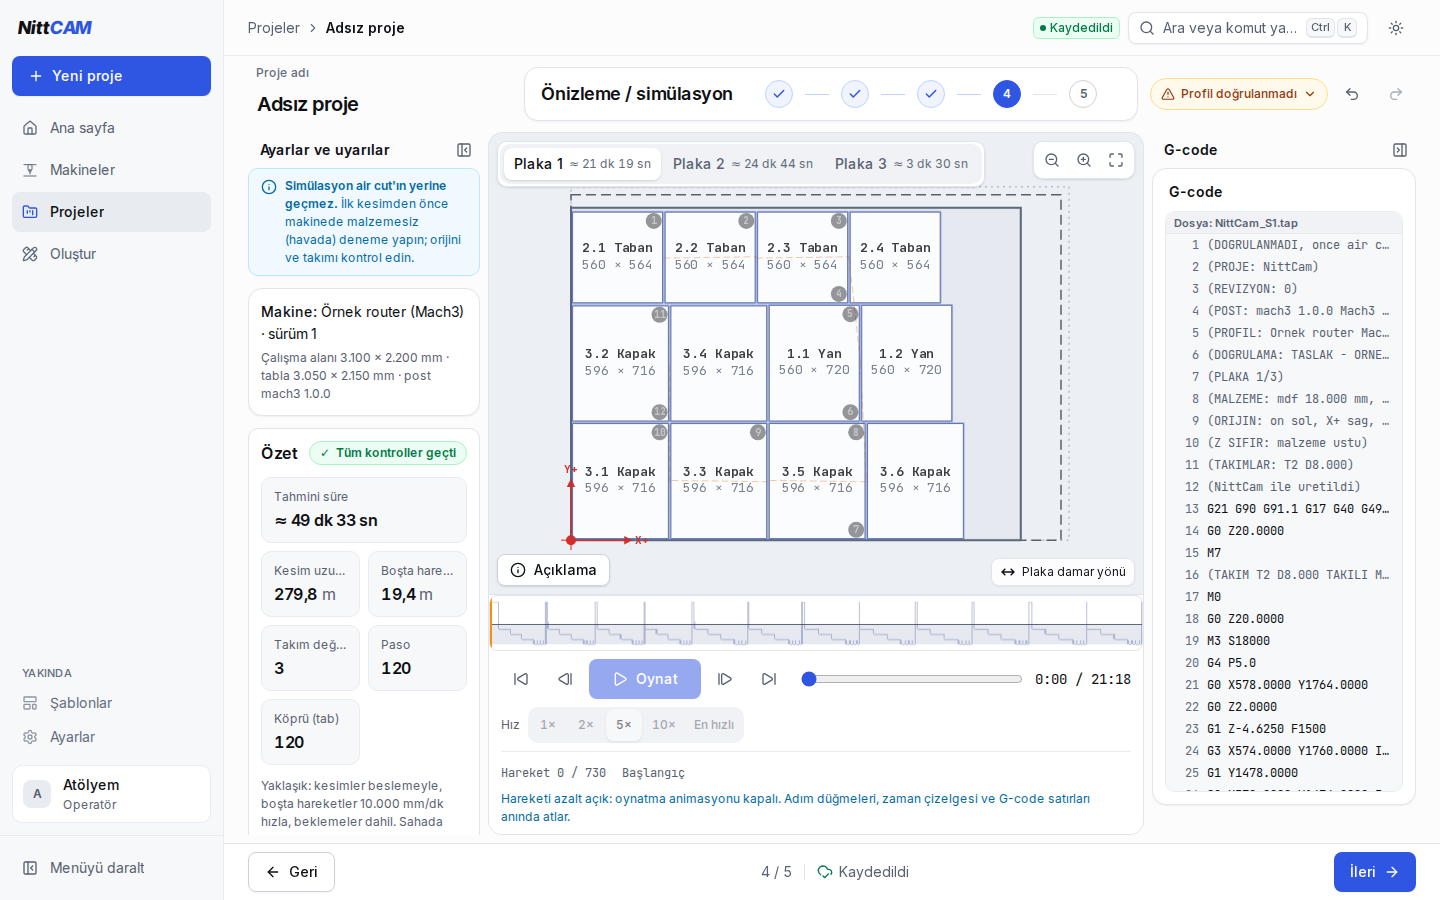 NittCAM
Yeni proje
Ana sayfa
Makineler
Projeler
Oluştur
YAKINDA
Şablonlar
Ayarlar
A
Atölyem
Operatör
Menüyü daralt
Projeler > Adsız proje
Kaydedildi
Ara veya komut ya... Ctrl K
Proje adı
Adsız proje
Önizleme / simülasyon
4
5
Profil doğrulanmadı
Ayarlar ve uyarılar
Simülasyon air cut'ın yerine
geçmez. İlk kesimden önce
makinede malzemesiz
(havada) deneme yapın; orijini
ve takımı kontrol edin.
Makine: Örnek router (Mach3)
· sürüm 1
Çalışma alanı 3.100 × 2.200 mm ·
tabla 3.050 × 2.150 mm · post
mach3 1.0.0
Özet
✓ Tüm kontroller geçti
Tahmini süre
≈ 49 dk 33 sn
Kesim uzu...
279,8 m
Boşta hare...
19,4 m
Takım değ...
3
Paso
120
Köprü (tab)
120
Yaklaşık: kesimler beslemeyle,
boşta hareketler 10.000 mm/dk
hızla, beklemeler dahil. Sahada
Plaka 1 ≈ 21 dk 19 sn
Plaka 2 ≈ 24 dk 44 sn
Plaka 3 ≈ 3 dk 30 sn
1
2
3
2.1 Taban
560 × 564
2.2 Taban
560 × 564
2.3 Taban
560 × 564
2.4 Taban
560 × 564
4
11
5
3.2 Kapak
596 × 716
3.4 Kapak
596 × 716
1.1 Yan
560 × 720
1.2 Yan
560 × 720
12
6
10
9
8
3.1 Kapak
596 × 716
3.3 Kapak
596 × 716
3.5 Kapak
596 × 716
3.6 Kapak
596 × 716
7
Y+
X+
Açıklama
Plaka damar yönü
Oynat
0:00 / 21:18
Hız
1×
2×
5×
10×
En hızlı
Hareket 0 / 730 Başlangıç
Hareketi azalt açık: oynatma animasyonu kapalı. Adım düğmeleri, zaman çizelgesi ve G-code satırları
anında atlar.
G-code
G-code
Dosya: NittCam_S1.tap
1 (DOGRULANMADI, once air c…
2 (PROJE: NittCam)
3 (REVIZYON: 0)
4 (POST: mach3 1.0.0 Mach3 …
5 (PROFIL: Ornek router Mac…
6 (DOGRULAMA: TASLAK - ORNE…
7 (PLAKA 1/3)
8 (MALZEME: mdf 18.000 mm, …
9 (ORIJIN: on sol, X+ sag, …
10 (Z SIFIR: malzeme ustu)
11 (TAKIMLAR: T2 D8.000)
12 (NittCam ile uretildi)
13 G21 G90 G91.1 G17 G40 G49…
14 G0 Z20.0000
15 M7
16 (TAKIM T2 D8.000 TAKILI M…
17 M0
18 G0 Z20.0000
19 M3 S18000
20 G4 P5.0
21 G0 X578.0000 Y1764.0000
22 G0 Z2.0000
23 G1 Z-4.6250 F1500
24 G3 X574.0000 Y1760.0000 I…
25 G1 Y1478.0000
Geri
4 / 5
Kaydedildi
İleri